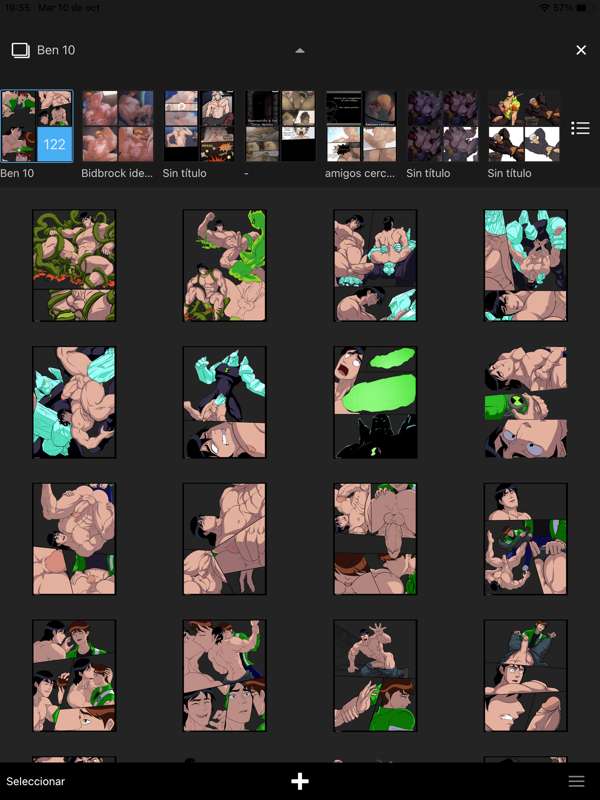 19:55 Mar 10 de oct
57%
Ben 10
122
Ben 10
Bidbrock ide...
Sin título
-
amigos cerc...
Sin título
Sin título
Seleccionar